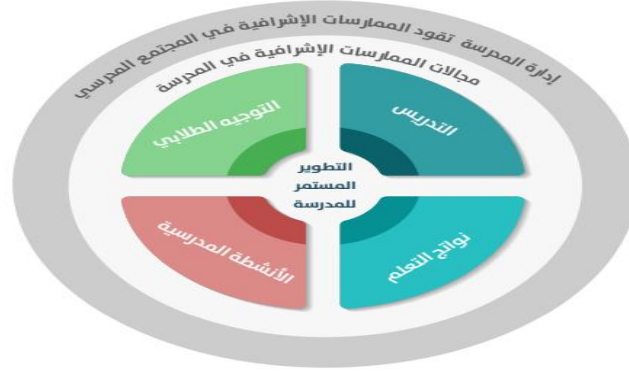 إدارة المدرسة تقود الممارسات الإشرافية في المجتمع المدرسي
مجالات الممارسات الإشرافية في المدرسة
التدريس
التوجيه الطلابي
التطوير
المستمر
للمدرسة
نواتج التعلم
الأنشطة المدرسية